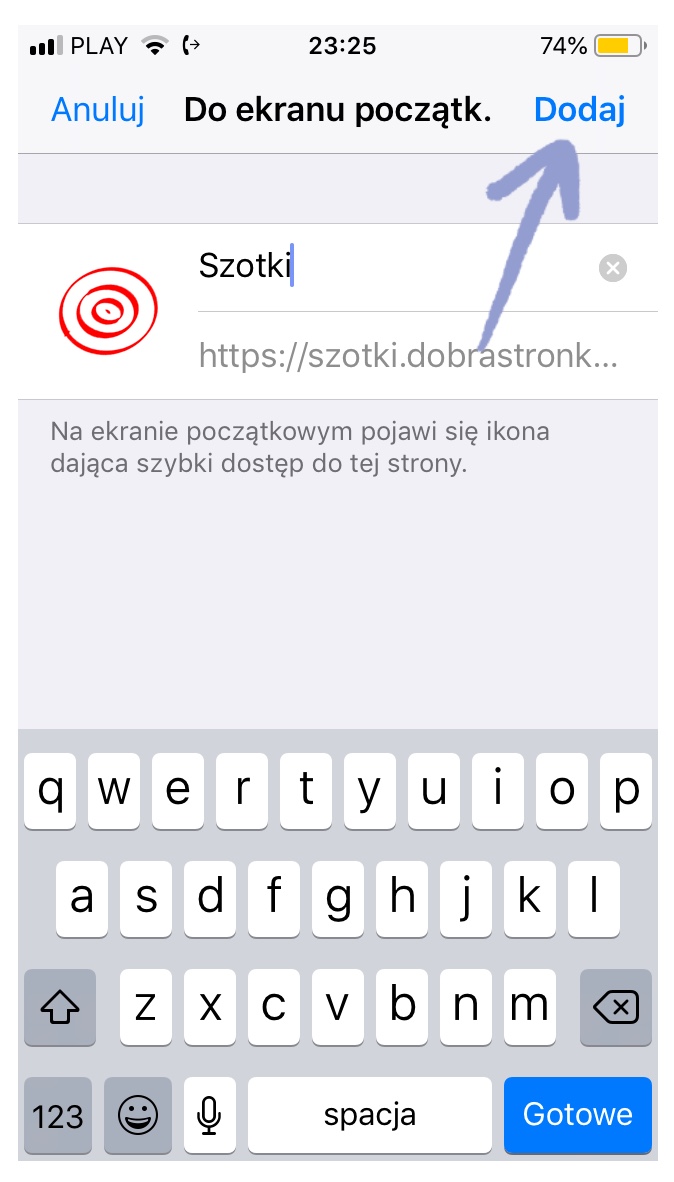 PLAY 23:25 74%
Anuluj Do ekranu początk. Dodaj
Szotki
https://szotki.dobrastronk...
Na ekranie początkowym pojawi się ikona
dająca szybki dostęp do tej strony.
q w e r t y u i o p
a s d f g h j k l
z x c v b n m
123 spacja Gotowe